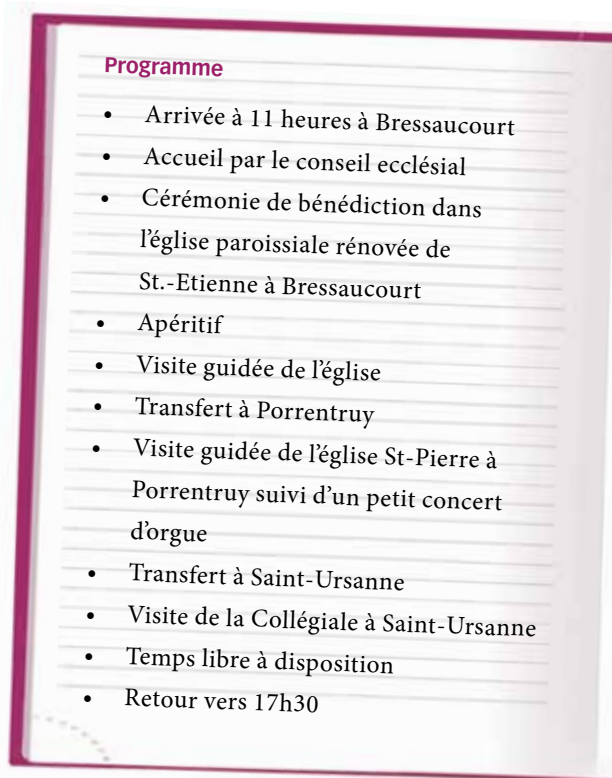 Programme
• Arrivée à 11 heures à Bressaucourt
• Accueil par le conseil ecclésial
• Cérémonie de bénédiction dans
l'église paroissiale rénovée de
St.-Etienne à Bressaucourt
• Apéritif
• Visite guidée de l'église
• Transfert à Porrentruy
• Visite guidée de l'église St-Pierre à
Porrentruy suivi d'un petit concert
d'orgue
• Transfert à Saint-Ursanne
• Visite de la Collégiale à Saint-Ursanne
• Temps libre à disposition
• Retour vers 17h30